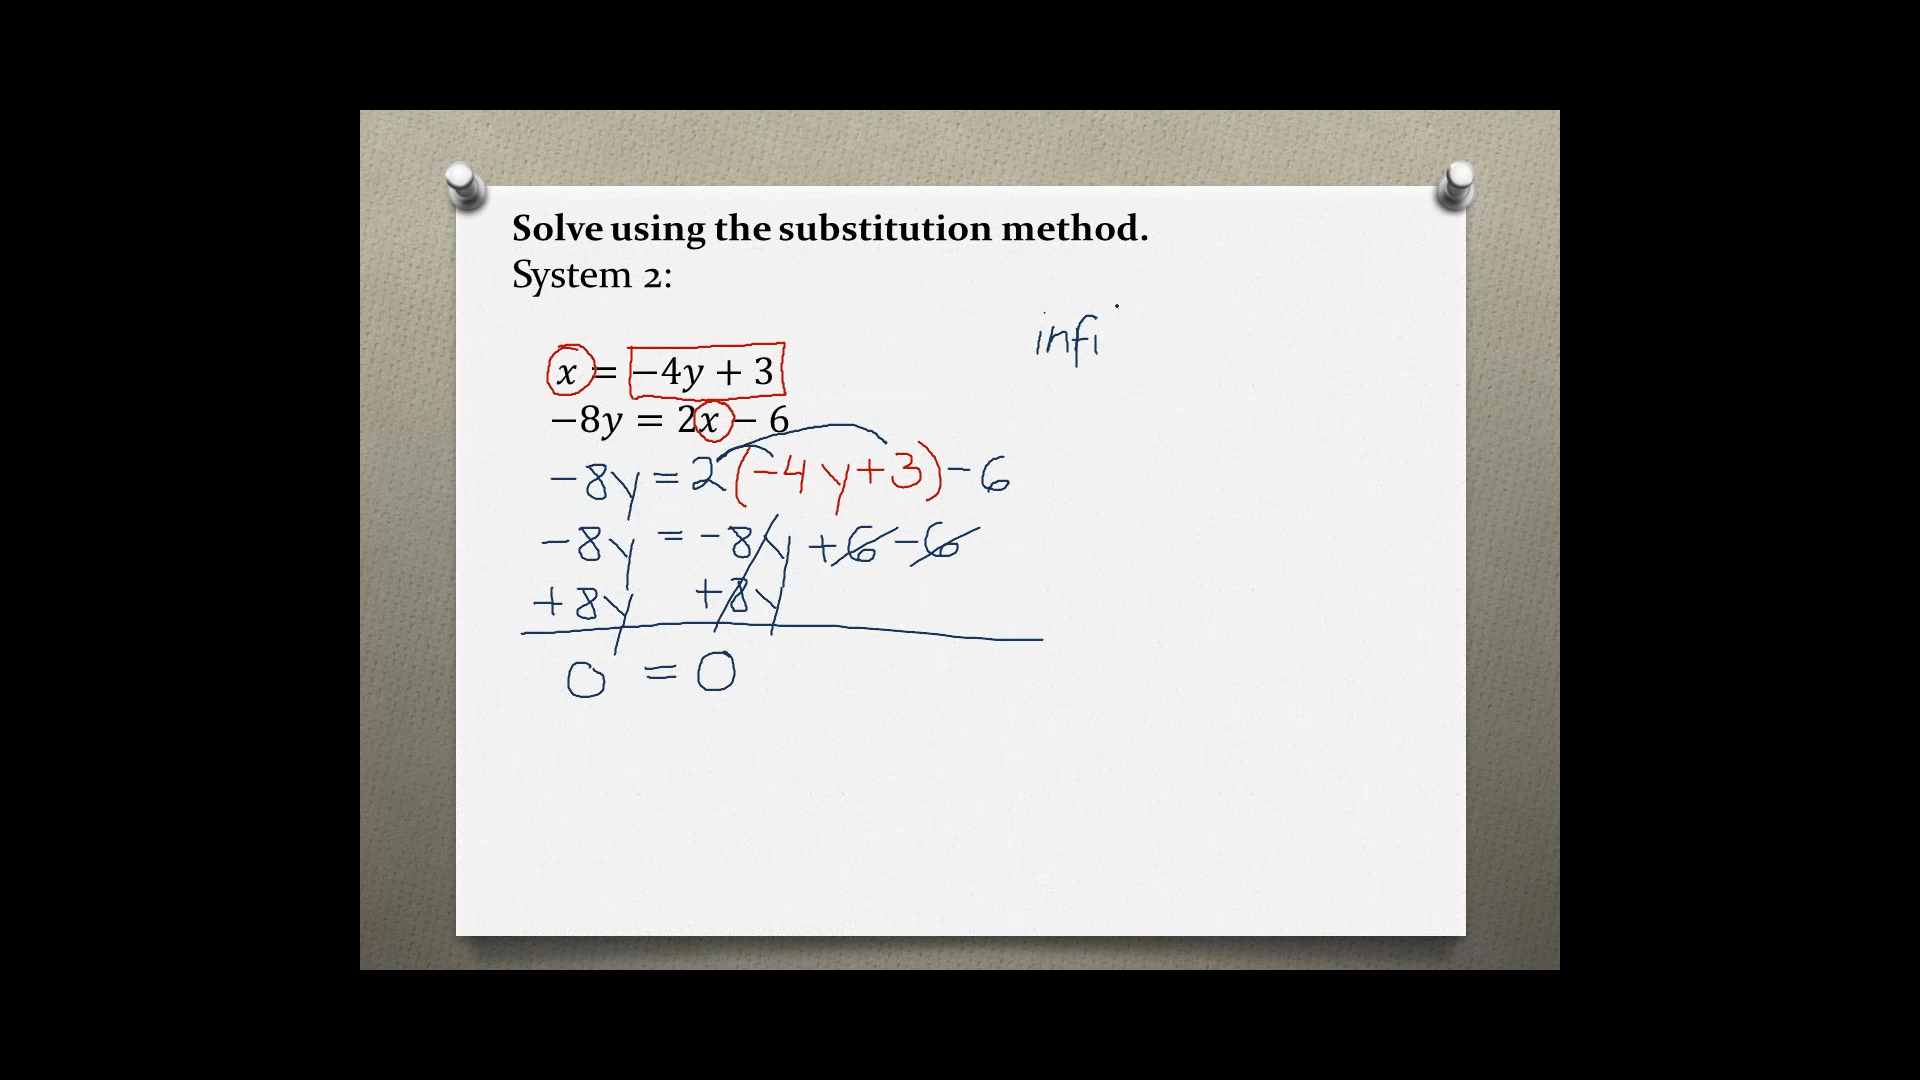 Solve using the substitution method.
System 2:
infi
x = −4y + 3
−8y = 2x − 6
-8y = 2(-4y+3)-6
-8y = -8y +6-6
+8y +8y
0 = 0